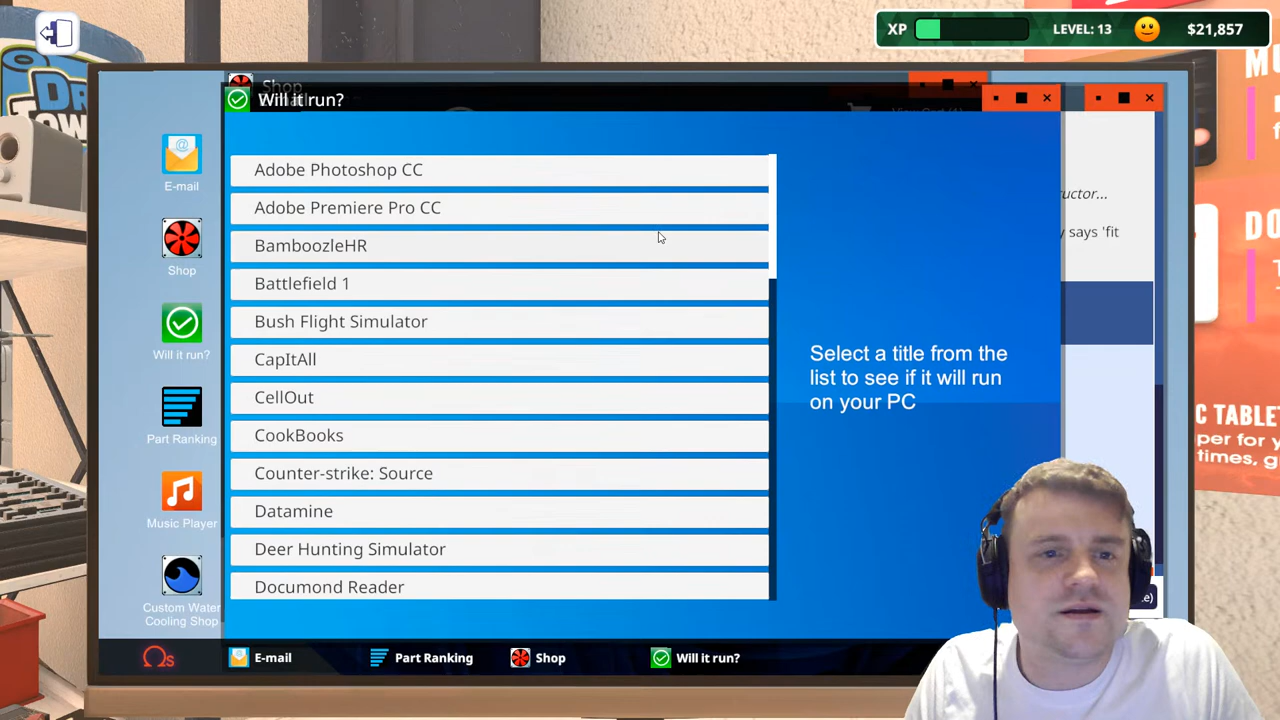 XP
LEVEL: 13
$21,857
Shop
Will it run?
Adobe Photoshop CC
Adobe Premiere Pro CC
BamboozleHR
Battlefield 1
Bush Flight Simulator
CapItAll
CellOut
CookBooks
Counter-strike: Source
Datamine
Deer Hunting Simulator
Documond Reader
Select a title from the
list to see if it will run
on your PC
E-mail
Shop
Will it run?
Part Ranking
Music Player
Custom Water
Cooling Shop
uctor...
y says 'fit
C TABLE
per for y
times, g
E-mail
Part Ranking
Shop
Will it run?